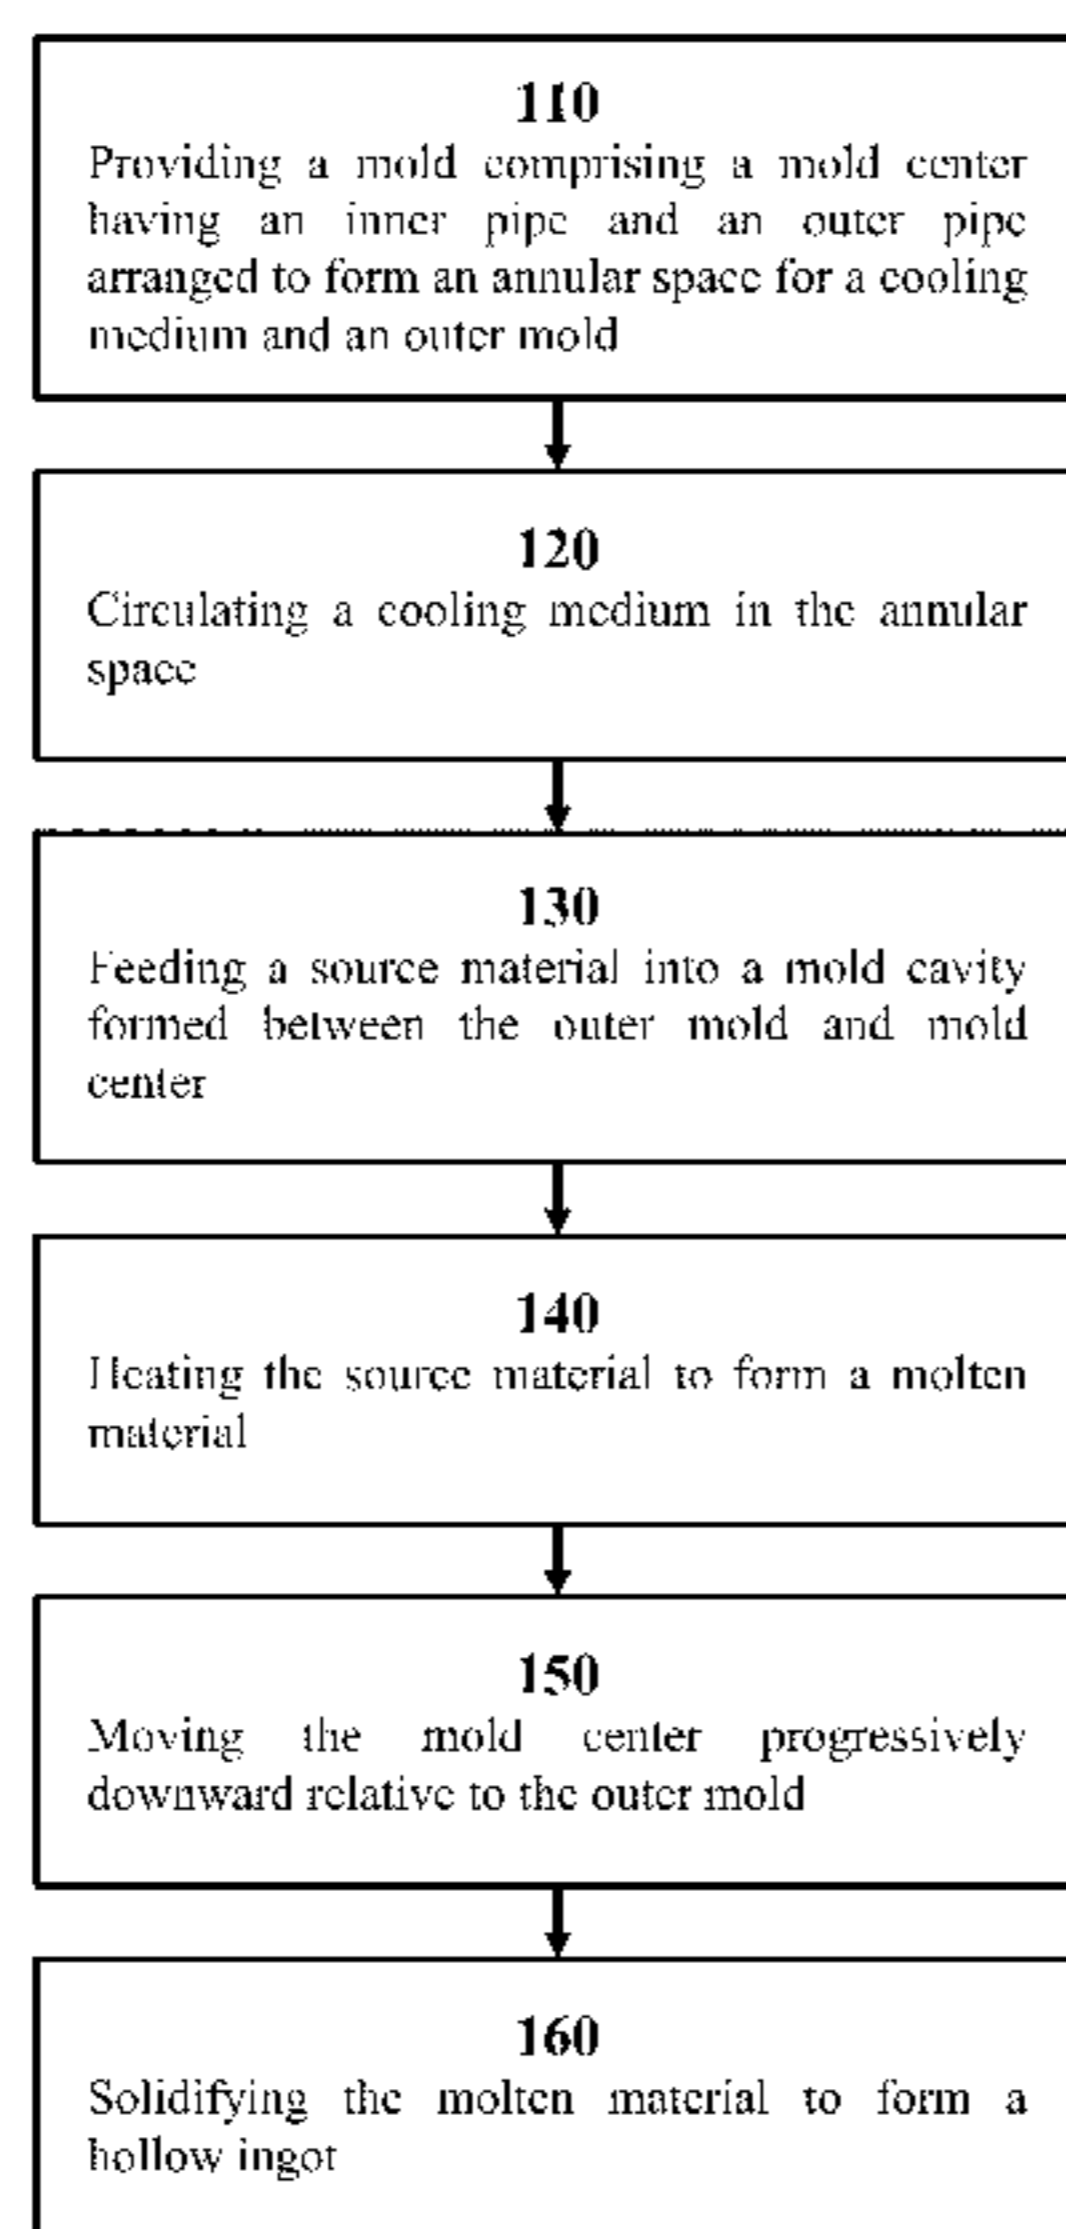 110
Providing a mold comprising a mold center
having an inner pipe and an outer pipe
arranged to form an annular space for a cooling
medium and an outer mold
120
Circulating a cooling medium in the annular
space
130
Feeding a source material into a mold cavity
formed between the outer mold and mold
center
140
Heating the source material to form a molten
material
150
Moving the mold center progressively
downward relative to the outer mold
160
Solidifying the molten material to form a
hollow ingot